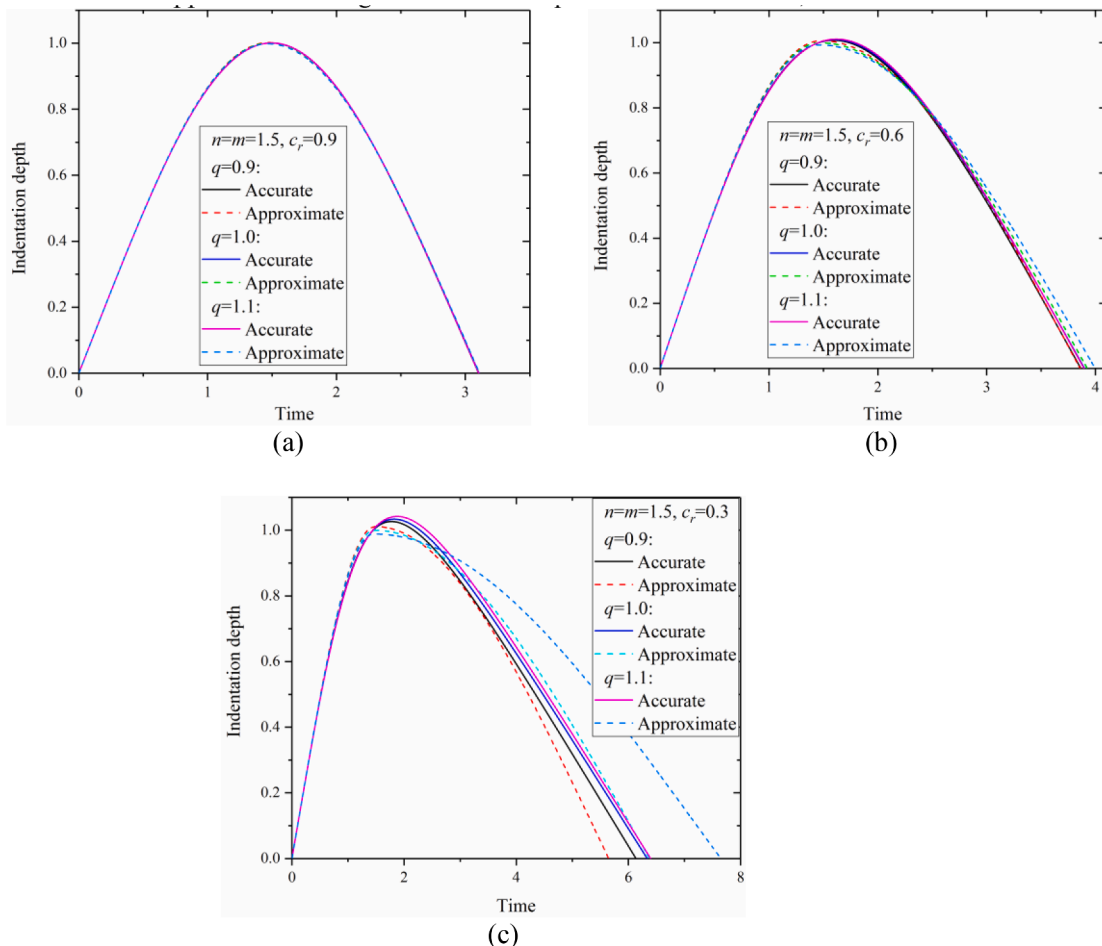 1.0
0.8
0.6
0.4
0.2
0.0
Indentation depth
n=m=1.5, c_r=0.9
q=0.9:
Accurate
Approximate
q=1.0:
Accurate
Approximate
q=1.1:
Accurate
Approximate
0 1 2 3
Time
(a)
1.0
0.8
0.6
0.4
0.2
0.0
Indentation depth
n=m=1.5, c_r=0.6
q=0.9:
Accurate
Approximate
q=1.0:
Accurate
Approximate
q=1.1:
Accurate
Approximate
0 1 2 3 4
Time
(b)
1.0
0.8
0.6
0.4
0.2
0.0
Indentation depth
n=m=1.5, c_r=0.3
q=0.9:
Accurate
Approximate
q=1.0:
Accurate
Approximate
q=1.1:
Accurate
Approximate
0 2 4 6 8
Time
(c)